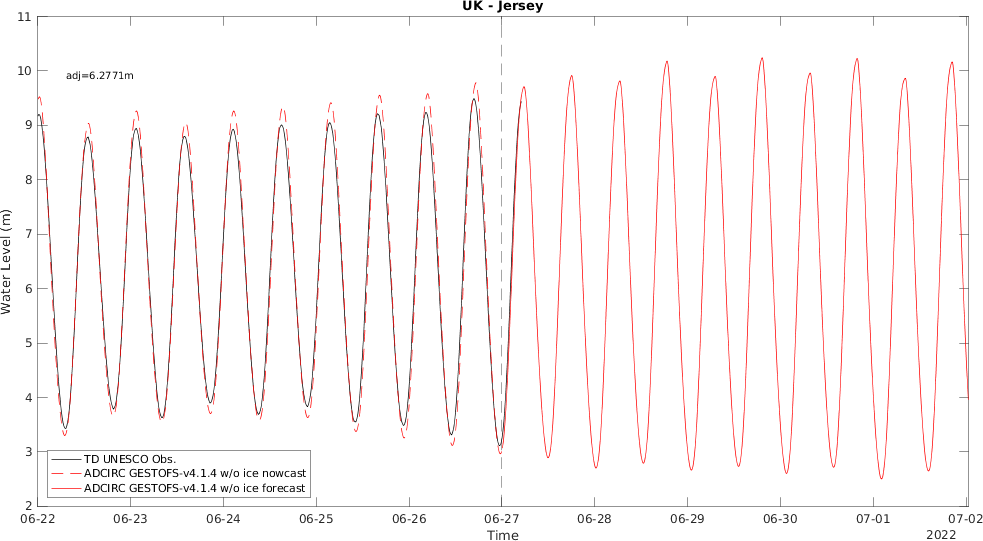 UK - Jersey
11
10
9
8
7
6
5
4
3
2
Water Level (m)
adj=6.2771m
TD UNESCO Obs.
ADCIRC GESTOFS-v4.1.4 w/o ice nowcast
ADCIRC GESTOFS-v4.1.4 w/o ice forecast
06-22 06-23 06-24 06-25 06-26 06-27 06-28 06-29 06-30 07-01 07-02
Time
2022